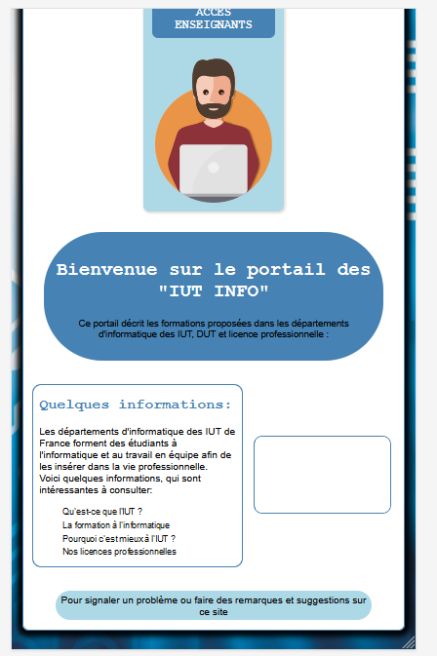 ACCÈS
ENSEIGNANTS
Bienvenue sur le portail des
"IUT INFO"
Ce portail décrit les formations proposées dans les départements
d'informatique des IUT, DUT et licence professionnelle :
Quelques informations:
Les départements d'informatique des IUT de
France forment des étudiants à
l'informatique et au travail en équipe afin de
les insérer dans la vie professionnelle.
Voici quelques informations, qui sont
intéressantes à consulter:
Qu'est-ce que l'IUT ?
La formation à l'informatique
Pourquoi c'est mieux à l'IUT ?
Nos licences professionnelles
Pour signaler un problème ou faire des remarques et suggestions sur
ce site